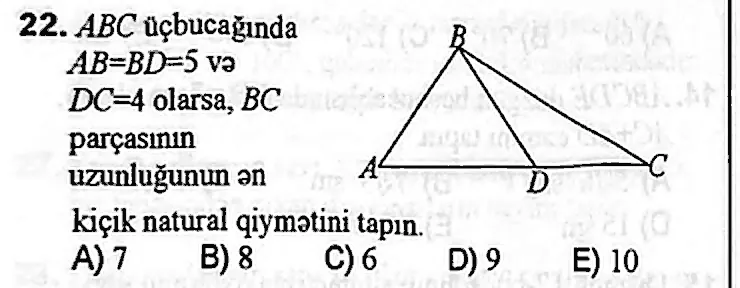 22. ABC üçbucağında
AB=BD=5 və
DC=4 olarsa, BC
parçasının
uzunluğunun ən
kiçik natural qiymətini tapın.
A) 7 B) 8 C) 6 D) 9 E) 10
B
A
D
C